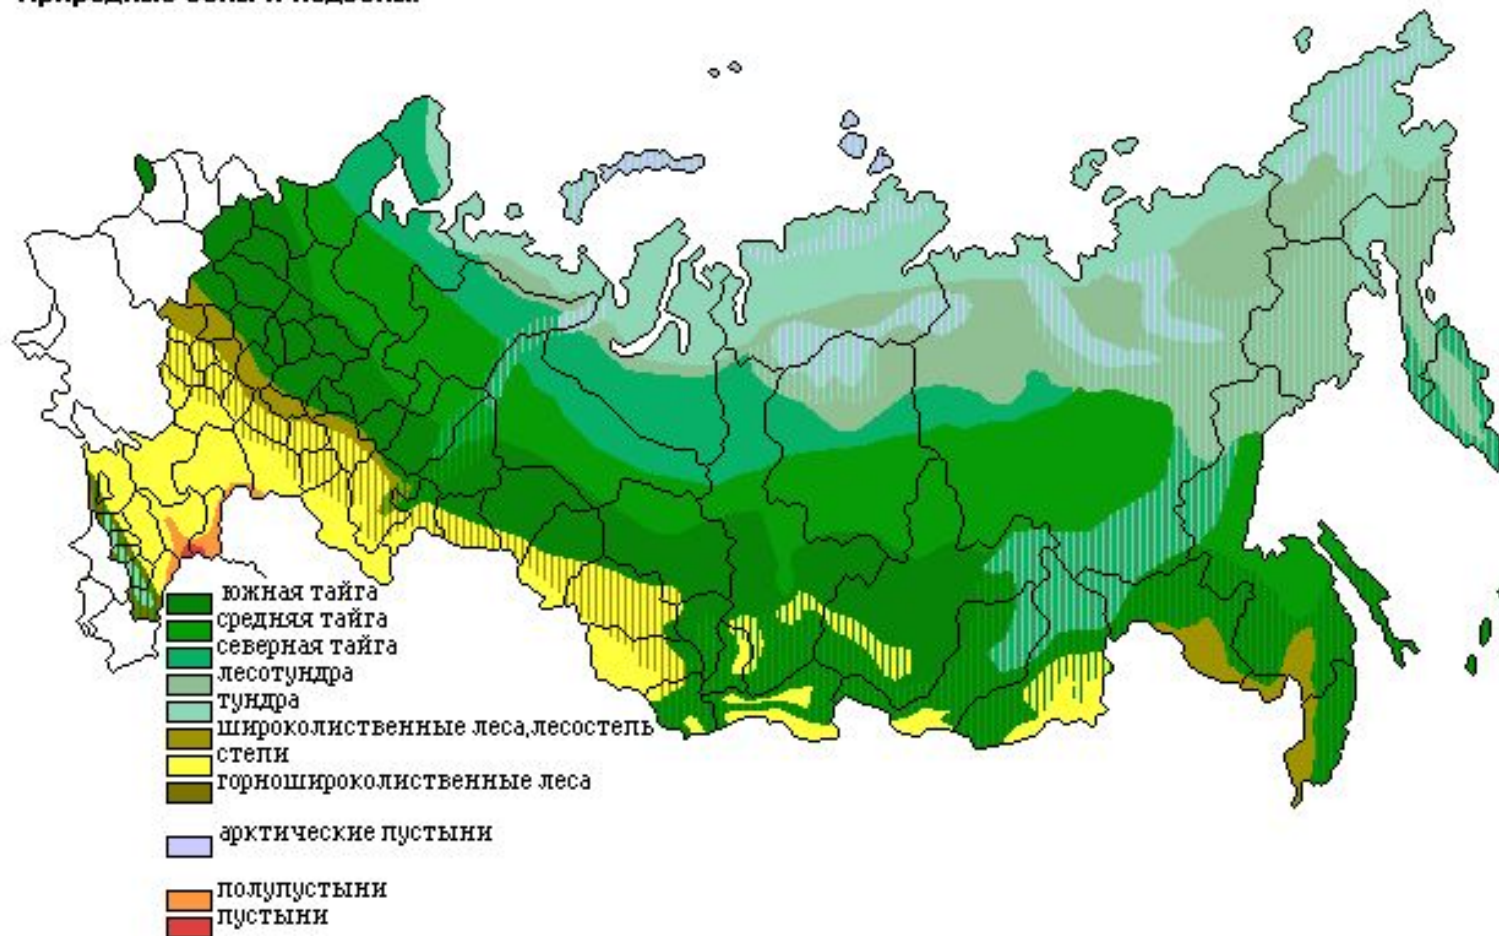 южная тайга
средняя тайга
северная тайга
лесотундра
тундра
широколиственные леса,лесостепь
степи
горношироколиственные леса
арктические пустыни
полупустыни
пустыни